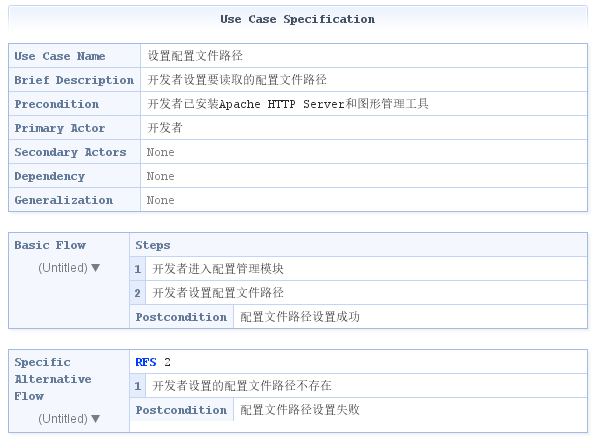 Use Case Specification
Use Case Name 设置配置文件路径
Brief Description 开发者设置要读取的配置文件路径
Precondition 开发者已安装Apache HTTP Server和图形管理工具
Primary Actor 开发者
Secondary Actors None
Dependency None
Generalization None
Basic Flow Steps
(Untitled) ▼ 1 开发者进入配置管理模块
2 开发者设置配置文件路径
Postcondition 配置文件路径设置成功
Specific RFS 2
Alternative 1 开发者设置的配置文件路径不存在
Flow
(Untitled) ▼ Postcondition 配置文件路径设置失败